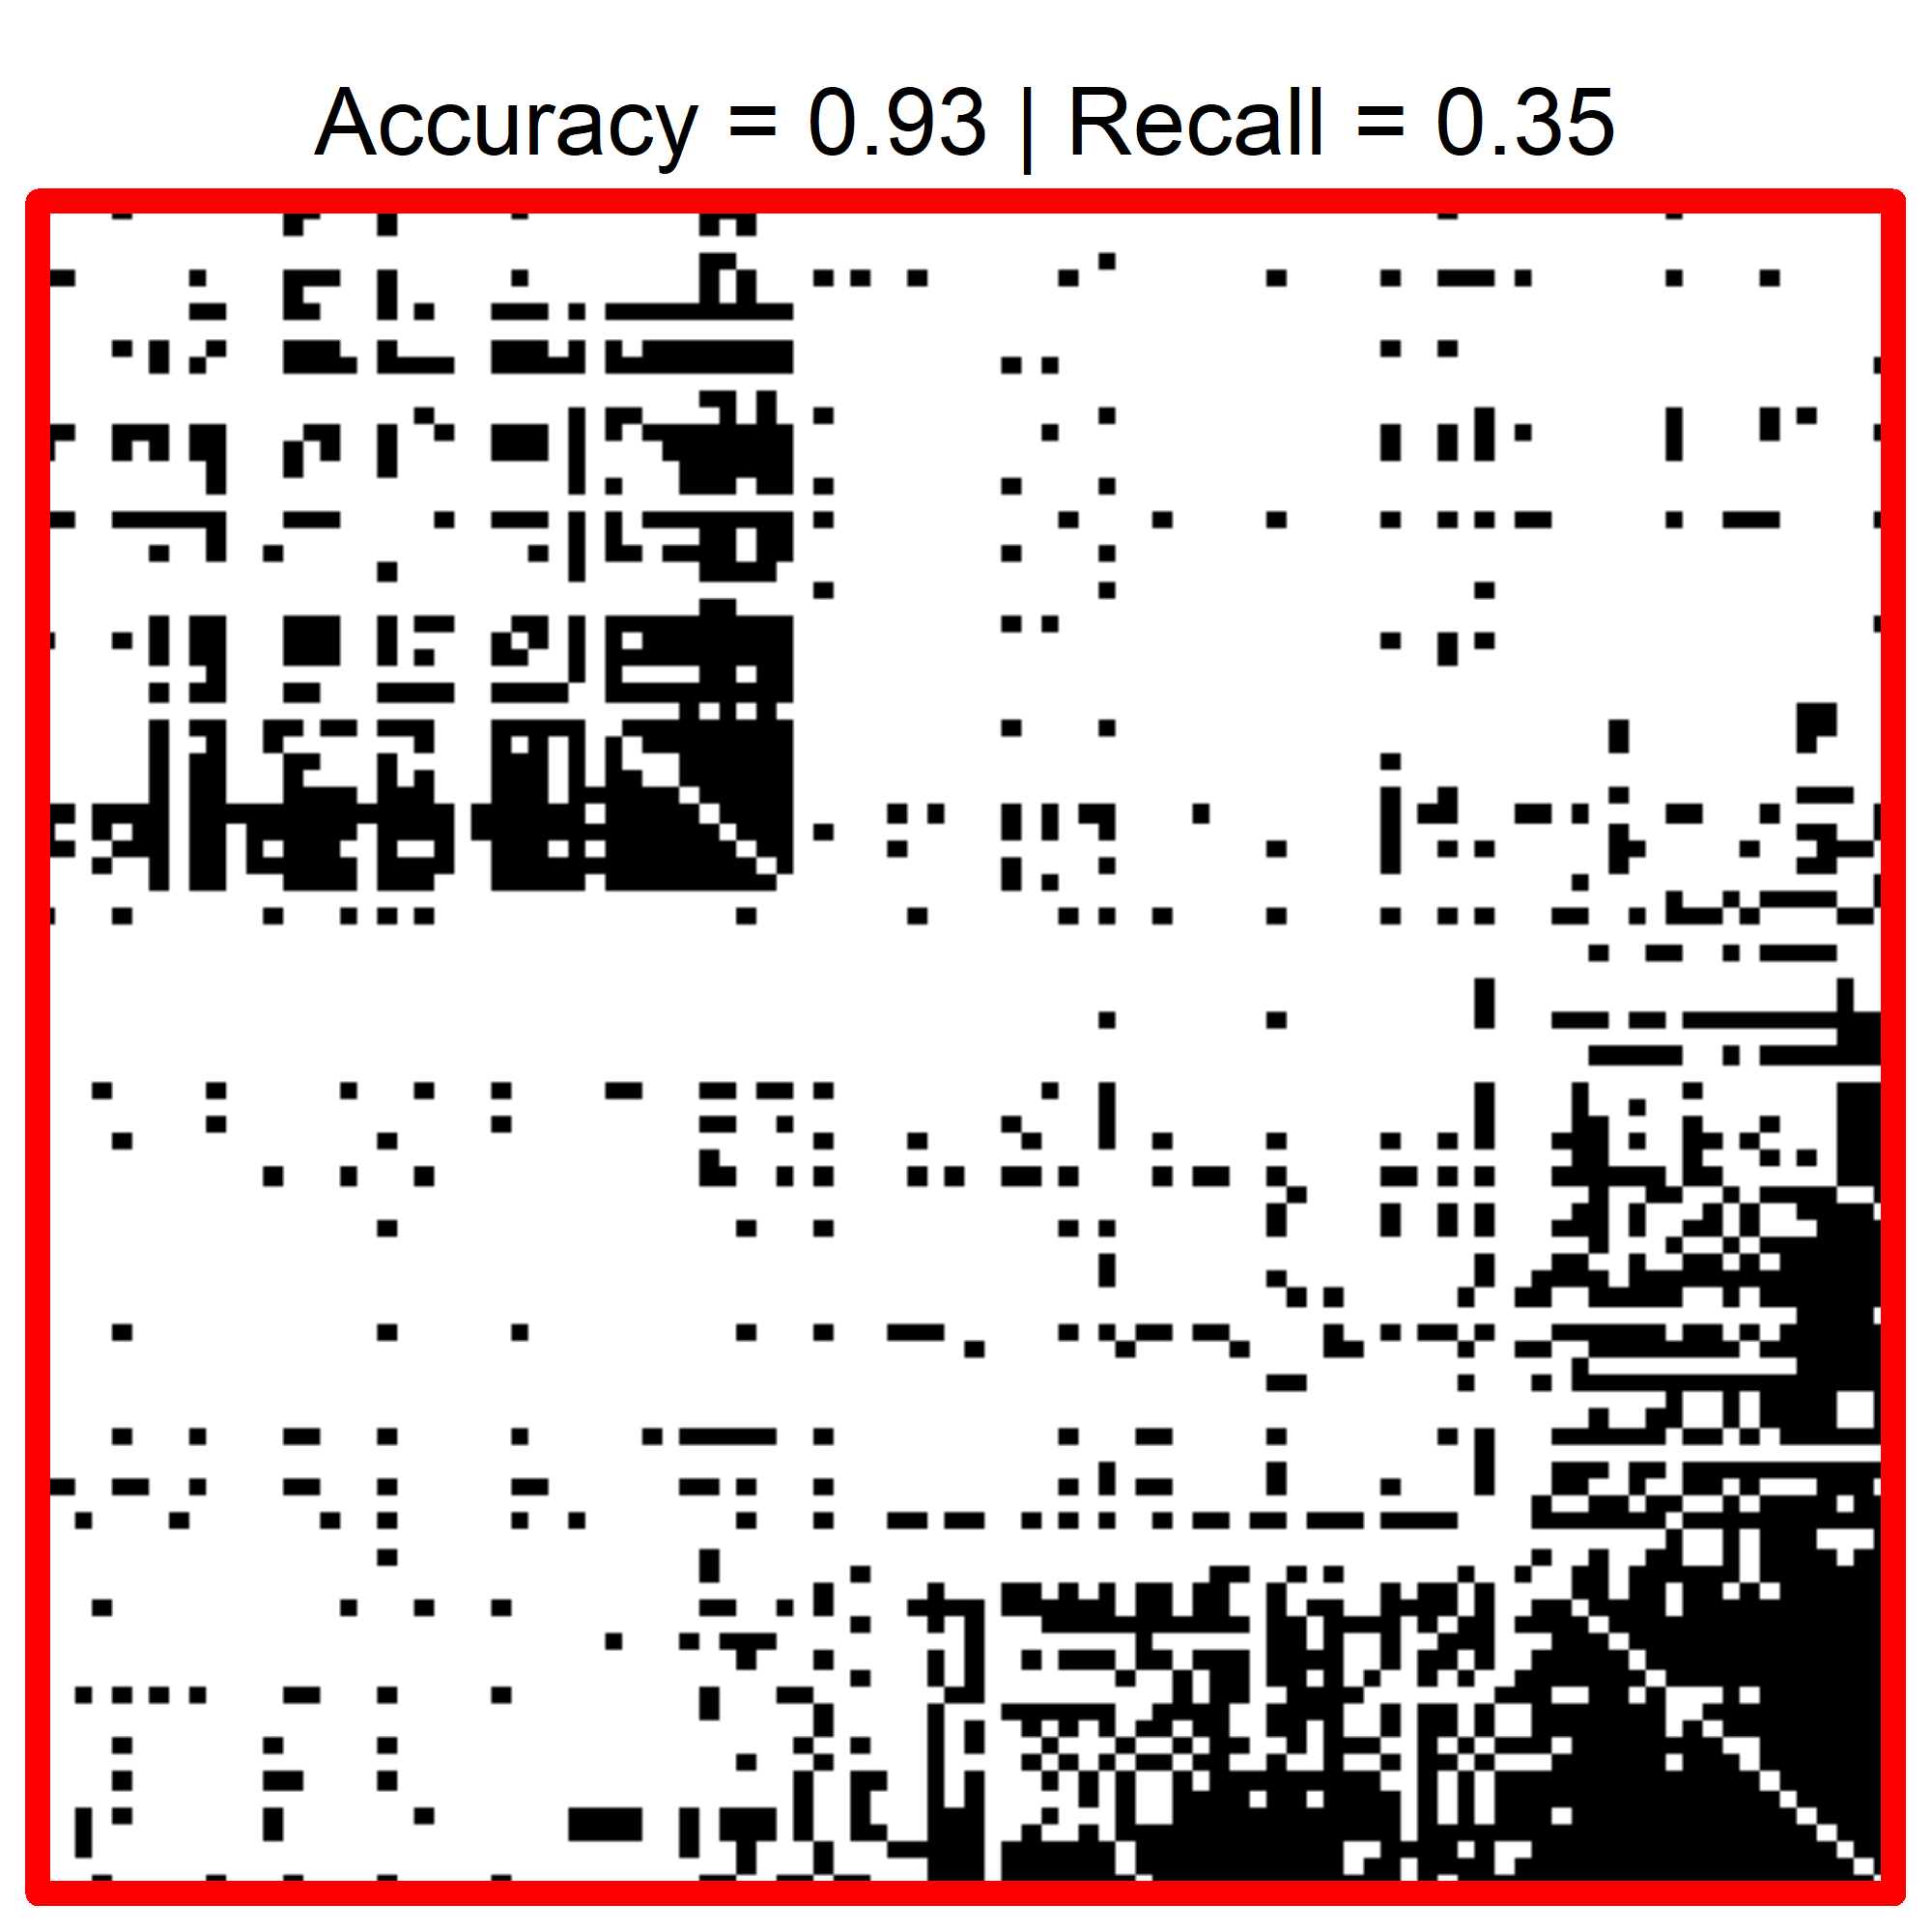 Accuracy = 0.93 | Recall = 0.35